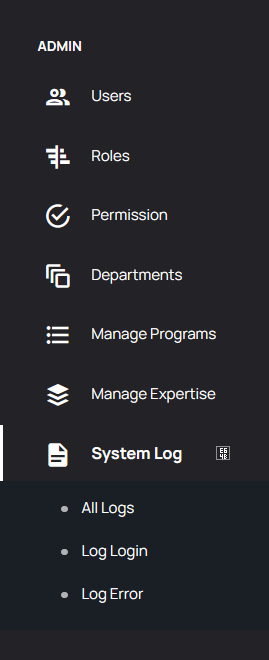 ADMIN
Users
Roles
Permission
Departments
Manage Programs
Manage Expertise
System Log
All Logs
Log Login
Log Error